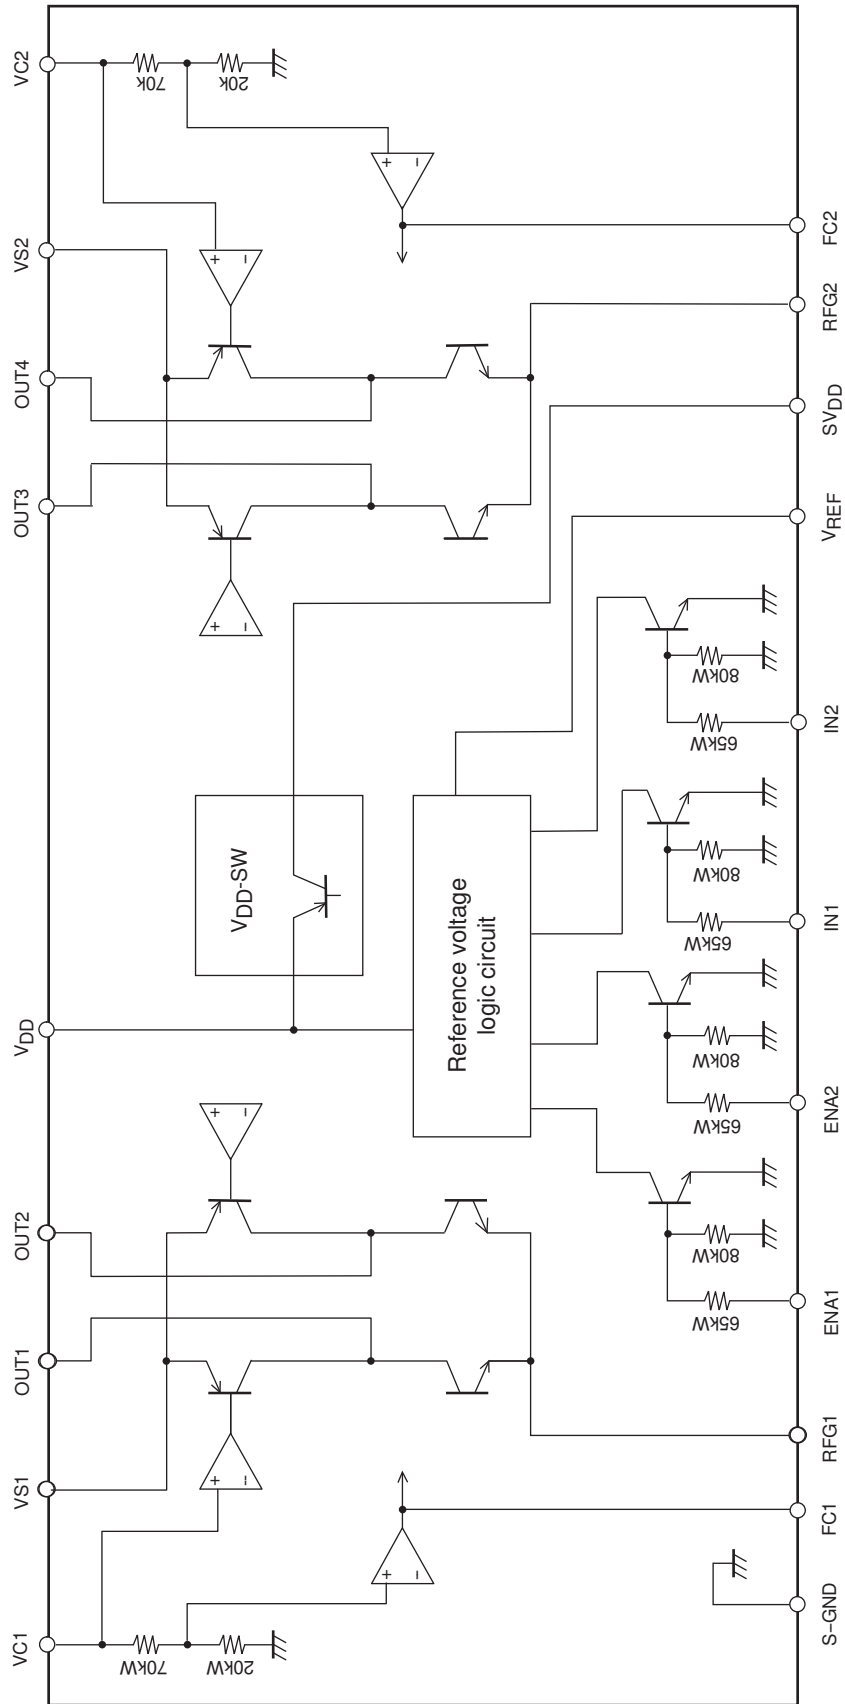 VC1
VS1
OUT1
OUT2
VDD
OUT3
OUT4
VS2
VC2
70kW
70k
20kW
20k
+ −
+ −
+ −
+ −
VDD-SW
+ −
+ −
Reference voltage
logic circuit
65kW
80kW
65kW
80kW
65kW
80kW
65kW
80kW
S-GND
FC1
RFG1
ENA1
ENA2
IN1
IN2
VREF
SVDD
RFG2
FC2